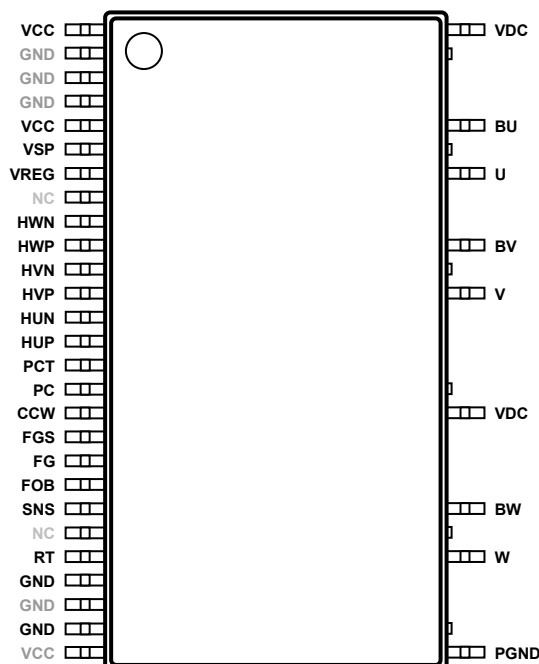 VCC
GND
GND
GND
VCC
VSP
VREG
NC
HWN
HWP
HVN
HVP
HUN
HUP
PCT
PC
CCW
FGS
FG
FOB
SNS
NC
RT
GND
GND
GND
VCC
VDC
BU
U
BV
V
VDC
BW
W
PGND